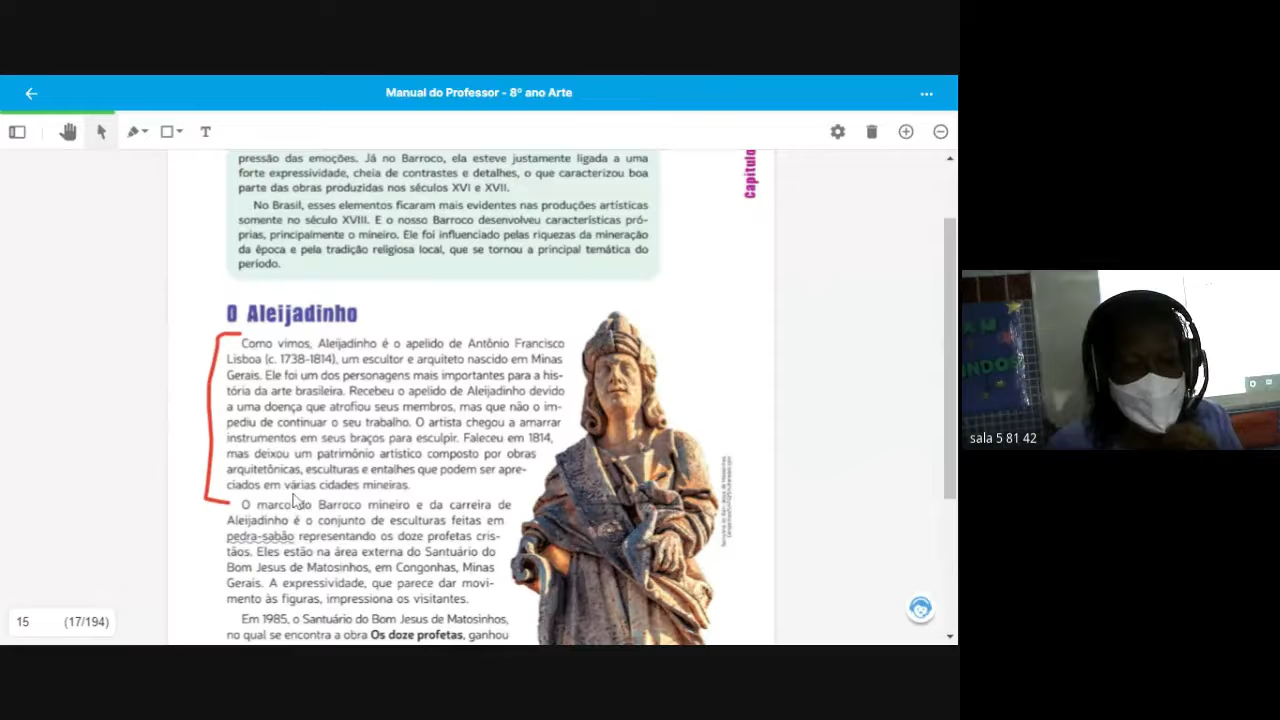 Manual do Professor - 8º ano Arte
T
pressão das emoções. Já no Barroco, ela esteve justamente ligada a uma
forte expressividade, cheia de contrastes e detalhes, o que caracterizou boa
parte das obras produzidas nos séculos XVI e XVII.
No Brasil, esses elementos ficaram mais evidentes nas produções artísticas
somente no século XVIII. E o nosso Barroco desenvolveu características pró-
prias, principalmente o mineiro. Ele foi influenciado pelas riquezas da mineração
da época e pela tradição religiosa local, que se tornou a principal temática do
período.
Capítulo
O Aleijadinho
Como vimos, Aleijadinho é o apelido de Antônio Francisco
Lisboa (c. 1738-1814), um escultor e arquiteto nascido em Minas
Gerais. Ele foi um dos personagens mais importantes para a his-
tória da arte brasileira. Recebeu o apelido de Aleijadinho devido
a uma doença que atrofiou seus membros, mas que não o im-
pediu de continuar o seu trabalho. O artista chegou a amarrar
instrumentos em seus braços para esculpir. Faleceu em 1814,
mas deixou um patrimônio artístico composto por obras
arquitetônicas, esculturas e entalhes que podem ser apre-
ciados em várias cidades mineiras.
O marco do Barroco mineiro e da carreira de
Aleijadinho é o conjunto de esculturas feitas em
pedra-sabão representando os doze profetas cris-
tãos. Eles estão na área externa do Santuário do
Bom Jesus de Matosinhos, em Congonhas, Minas
Gerais. A expressividade, que parece dar movi-
mento às figuras, impressiona os visitantes.
Em 1985, o Santuário do Bom Jesus de Matosinhos,
no qual se encontra a obra Os doze profetas, ganhou
15 (17/194)
sala 5 81 42